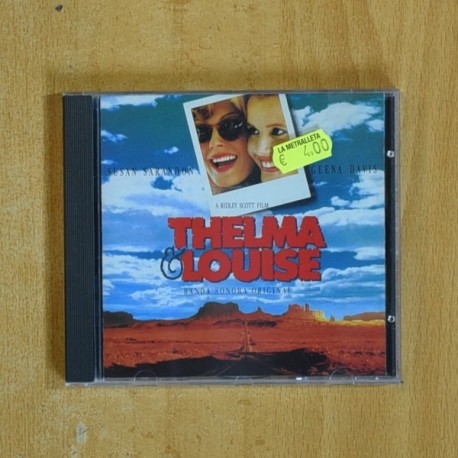 LA METRALLETA
€ 4.00
SUSAN SARANDON
GEENA DAVIS
A RIDLEY SCOTT FILM
THELMA
& LOUISE
BANDA SONORA ORIGINAL